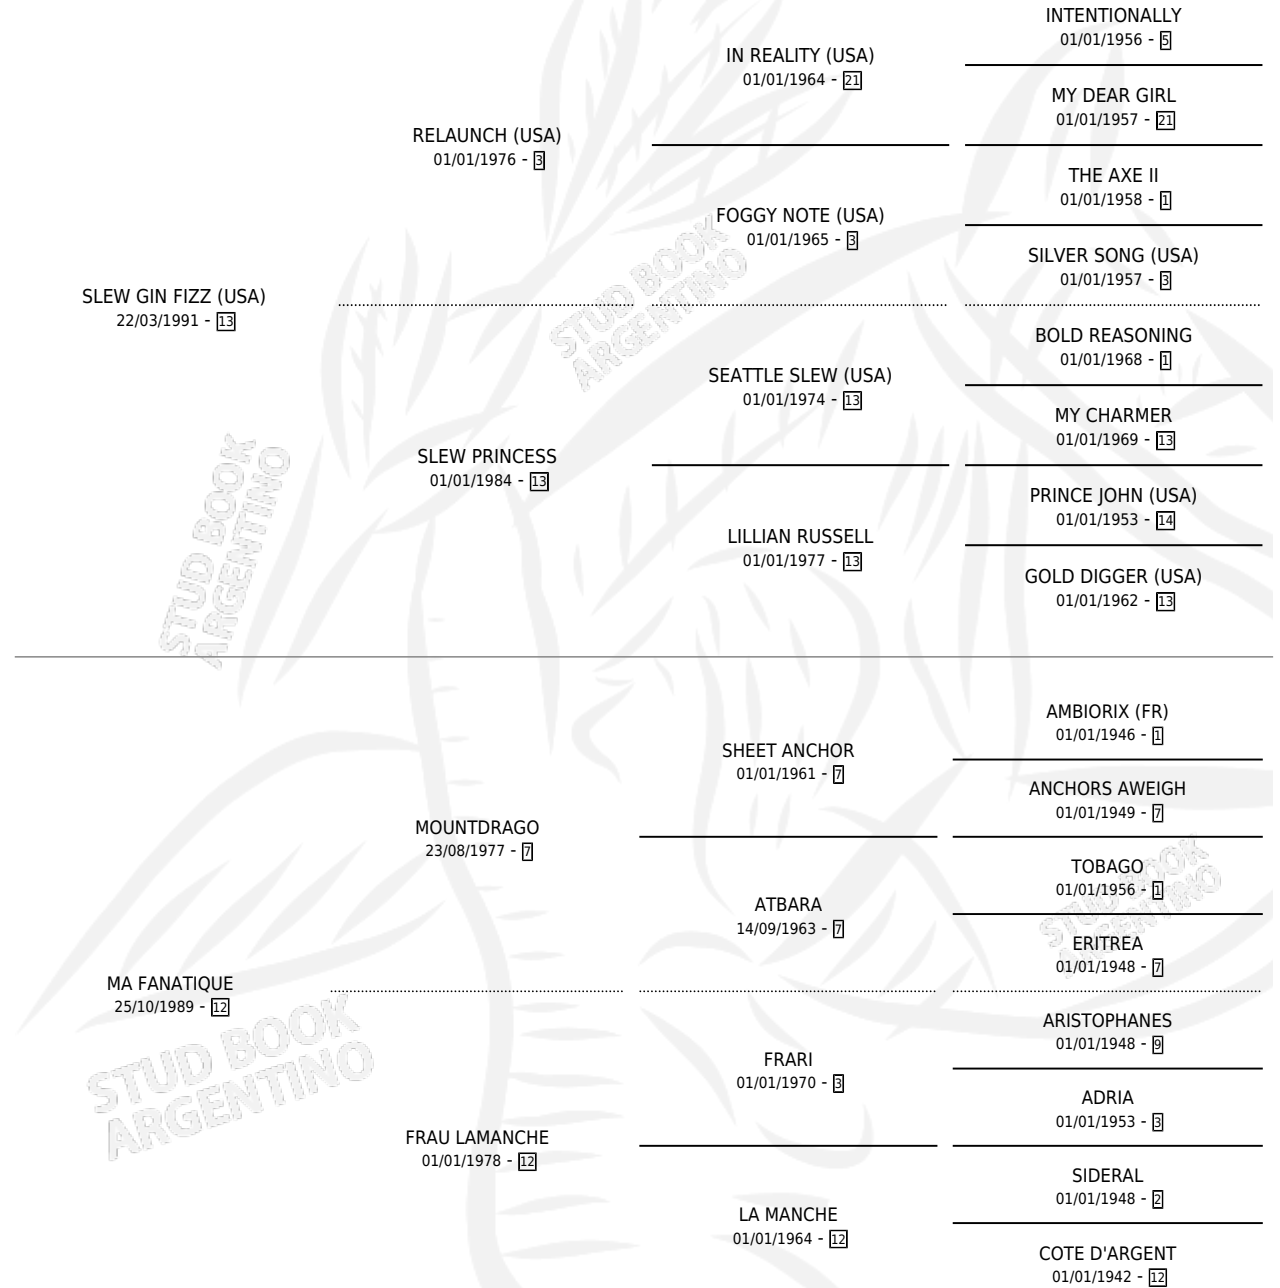 INTENTIONALLY
01/01/1956 - 5
IN REALITY (USA)
01/01/1964 - 21
MY DEAR GIRL
01/01/1957 - 21
RELAUNCH (USA)
01/01/1976 - 3
THE AXE II
01/01/1958 - 1
FOGGY NOTE (USA)
01/01/1965 - 3
SILVER SONG (USA)
01/01/1957 - 3
SLEW GIN FIZZ (USA)
22/03/1991 - 13
STUD BOOK
ARGENTINO
BOLD REASONING
01/01/1968 - 1
SEATTLE SLEW (USA)
01/01/1974 - 13
MY CHARMER
01/01/1969 - 13
SLEW PRINCESS
01/01/1984 - 13
PRINCE JOHN (USA)
01/01/1953 - 14
LILLIAN RUSSELL
01/01/1977 - 13
GOLD DIGGER (USA)
01/01/1962 - 13
STUD BOOK
ARGENTINO
AMBIORIX (FR)
01/01/1946 - 1
SHEET ANCHOR
01/01/1961 - 7
ANCHORS AWEIGH
01/01/1949 - 7
MOUNTDRAGO
23/08/1977 - 7
TOBAGO
01/01/1956 - 1
ATBARA
14/09/1963 - 7
ERITREA
01/01/1948 - 7
STUD BOOK
ARGENTINO
MA FANATIQUE
25/10/1989 - 12
ARISTOPHANES
01/01/1948 - 9
FRARI
01/01/1970 - 3
ADRIA
01/01/1953 - 3
STUD BOOK
ARGENTINO
FRAU LAMANCHE
01/01/1978 - 12
SIDERAL
01/01/1948 - 2
LA MANCHE
01/01/1964 - 12
COTE D'ARGENT
01/01/1942 - 12